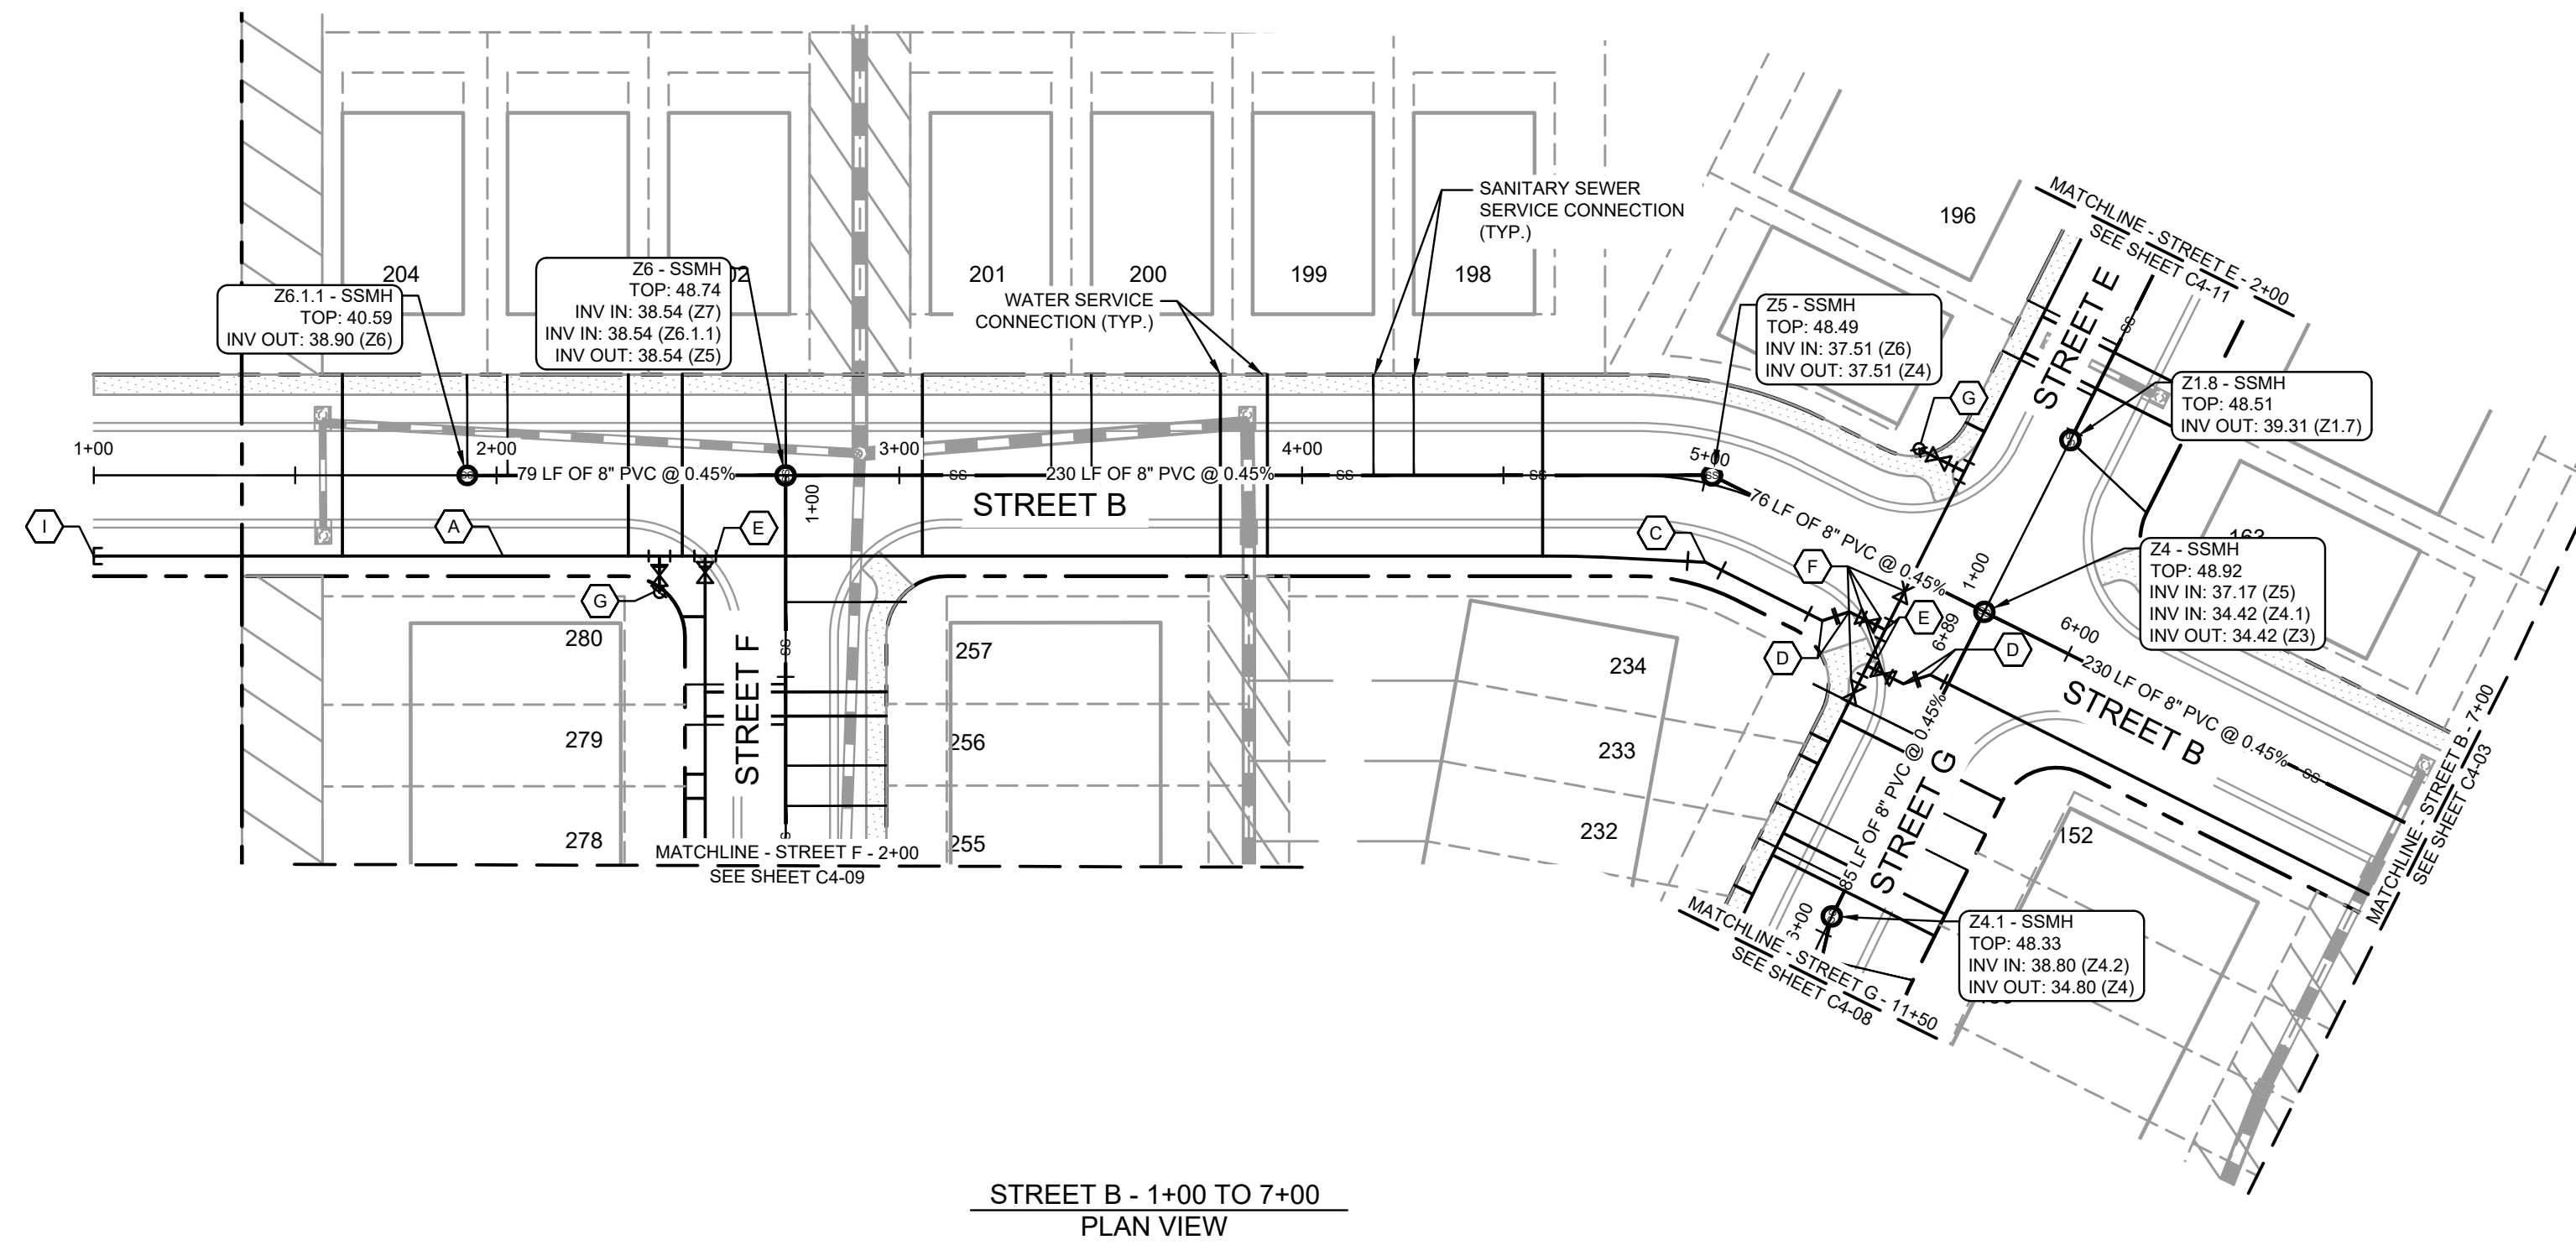 MATCHLINE - STREET E - 2+00
SEE SHEET C4-11
SANITARY SEWER
SERVICE CONNECTION
(TYP.)
196
STREET E
SS
204
02
201
200
199
198
Z6.1.1 - SSMH
TOP: 40.59
INV OUT: 38.90 (Z6)
Z6 - SSMH
TOP: 48.74
INV IN: 38.54 (Z7)
INV IN: 38.54 (Z6.1.1)
INV OUT: 38.54 (Z5)
WATER SERVICE
CONNECTION (TYP.)
Z5 - SSMH
TOP: 48.49
INV IN: 37.51 (Z6)
INV OUT: 37.51 (Z4)
G
Z1.8 - SSMH
TOP: 48.51
INV OUT: 39.31 (Z1.7)
1+00
2+00
3+00
4+00
5+00
79 LF OF 8" PVC @ 0.45%
SS
230 LF OF 8" PVC @ 0.45%
SS
SS
SS
76 LF OF 8" PVC @ 0.45%
STREET B
1+00
I
A
E
C
F
G
D
E
D
1+00
6+89
6+00
Z4 - SSMH
TOP: 48.92
INV IN: 37.17 (Z5)
INV IN: 34.42 (Z4.1)
INV OUT: 34.42 (Z3)
230 LF OF 8" PVC @ 0.45%
SS
STREET B
280
279
278
STREET F
SS
257
256
255
234
233
232
152
85 LF OF 8" PVC @ 0.45%
STREET G
MATCHLINE - STREET B - 7+00
SEE SHEET C4-03
MATCHLINE - STREET F - 2+00
SEE SHEET C4-09
MATCHLINE - STREET G - 11+50
SEE SHEET C4-08
Z4.1 - SSMH
TOP: 48.33
INV IN: 38.80 (Z4.2)
INV OUT: 34.80 (Z4)
STREET B - 1+00 TO 7+00
PLAN VIEW